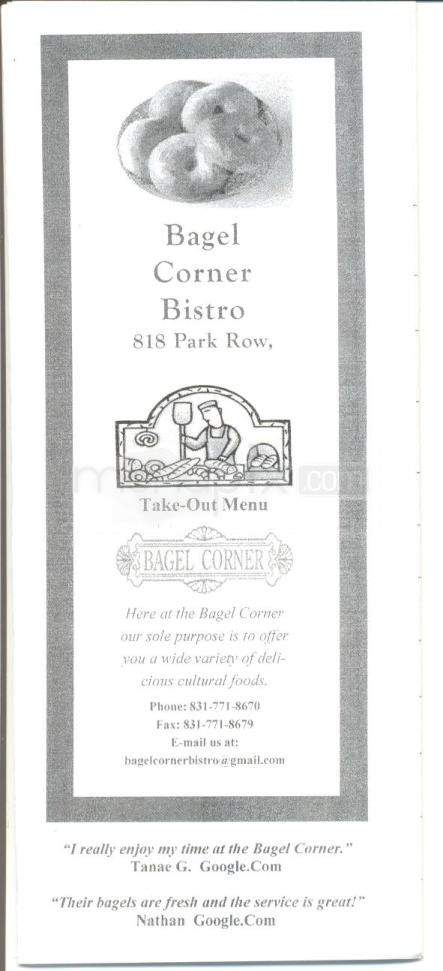 Bagel
Corner
Bistro
818 Park Row,
menupix.com
Take-Out Menu
BAGEL CORNER
Here at the Bagel Corner
our sole purpose is to offer
you a wide variety of deli-
cious cultural foods.
Phone: 831-771-8670
Fax: 831-771-8679
E-mail us at:
bagelcornerbistro@gmail.com
"I really enjoy my time at the Bagel Corner."
Tanae G. Google.Com
"Their bagels are fresh and the service is great!"
Nathan Google.Com